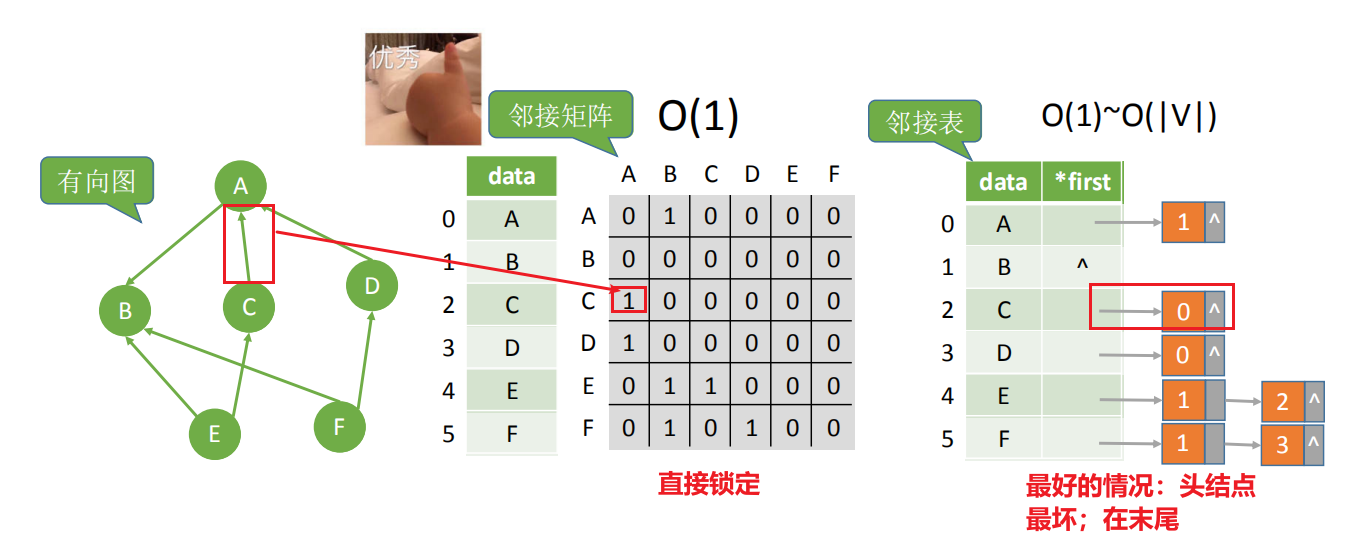 优秀
邻接矩阵
O(1)
邻接表
O(1)~O(|V|)
有向图
A
B
C
D
E
F
data
0 A
1 B
2 C
3 D
4 E
5 F
A B C D E F
A 0 1 0 0 0 0
B 0 0 0 0 0 0
C 1 0 0 0 0 0
D 1 0 0 0 0 0
E 0 1 1 0 0 0
F 0 1 0 1 0 0
直接锁定
data *first
0 A 1 ^
1 B ^
2 C 0 ^
3 D 0 ^
4 E 1 2 ^
5 F 1 3 ^
最好的情况：头结点
最坏；在末尾